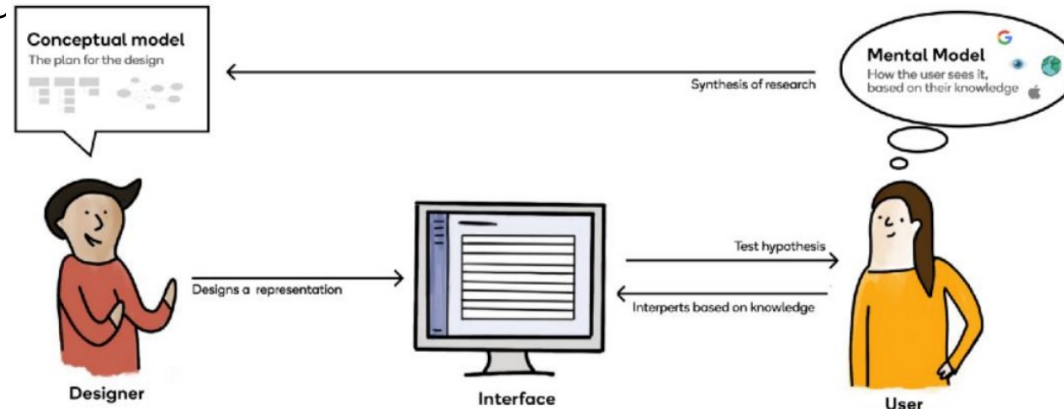 Conceptual model
The plan for the design
Mental Model
How the user sees it,
based on their knowledge
Synthesis of research
Designs a representation
Test hypothesis
Interperts based on knowledge
Designer
Interface
User